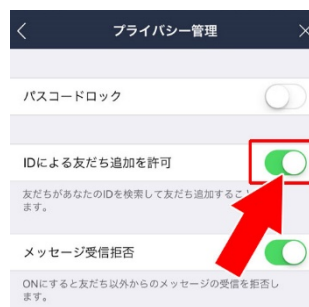 プライバシー管理
パスコードロック
IDによる友だち追加を許可
友だちがあなたのIDを検索して友だち追加するこ
ます。
メッセージ受信拒否
ONにすると友だち以外からのメッセージの受信を拒否し
ます。